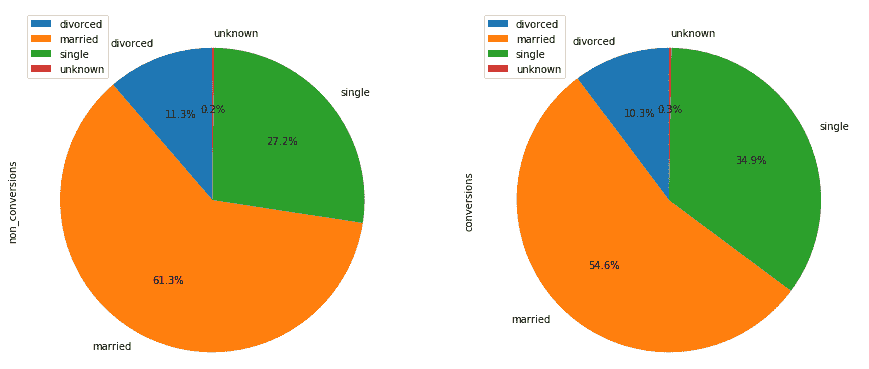 divorced
married
single
unknown
unknown
divorced
single
11.3%
0.2%
27.2%
non_conversions
61.3%
married
divorced
married
single
unknown
unknown
divorced
single
10.3%
0.3%
34.9%
conversions
54.6%
married